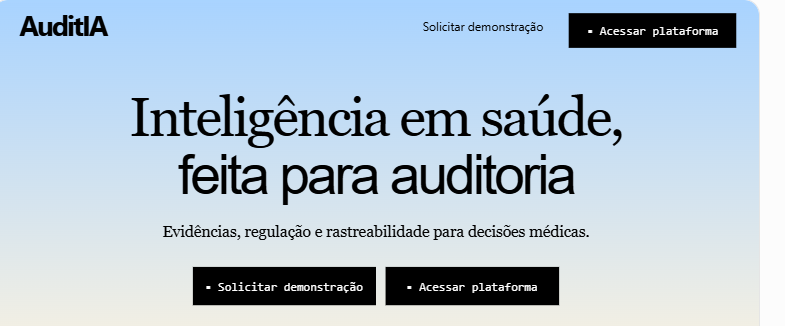 AuditIA
Solicitar demonstração
▪ Acessar plataforma
Inteligência em saúde,
feita para auditoria
Evidências, regulação e rastreabilidade para decisões médicas.
▪ Solicitar demonstração
▪ Acessar plataforma